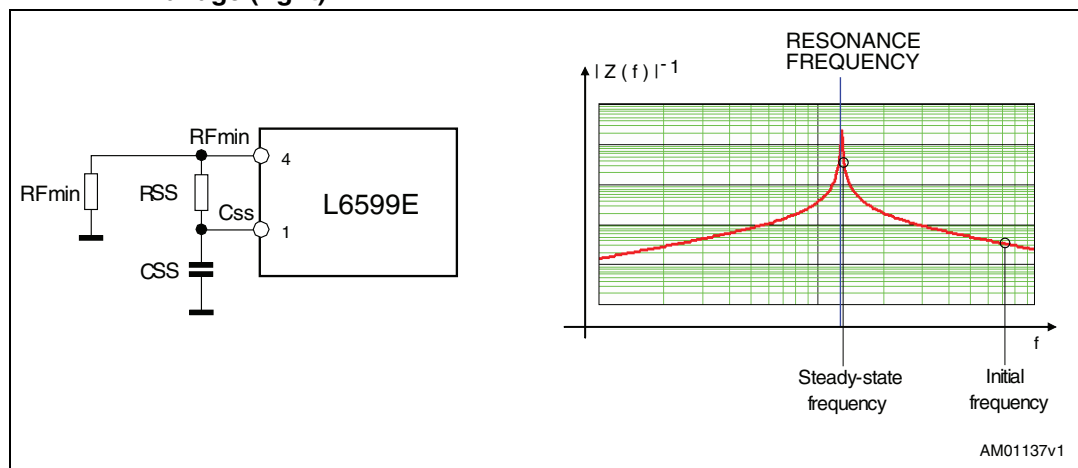 RFmin
4
RFmin
RSS
L6599E
Css
1
CSS
RESONANCE
FREQUENCY
| Z ( f ) |-1
f
Steady-state
frequency
Initial
frequency
AM01137v1